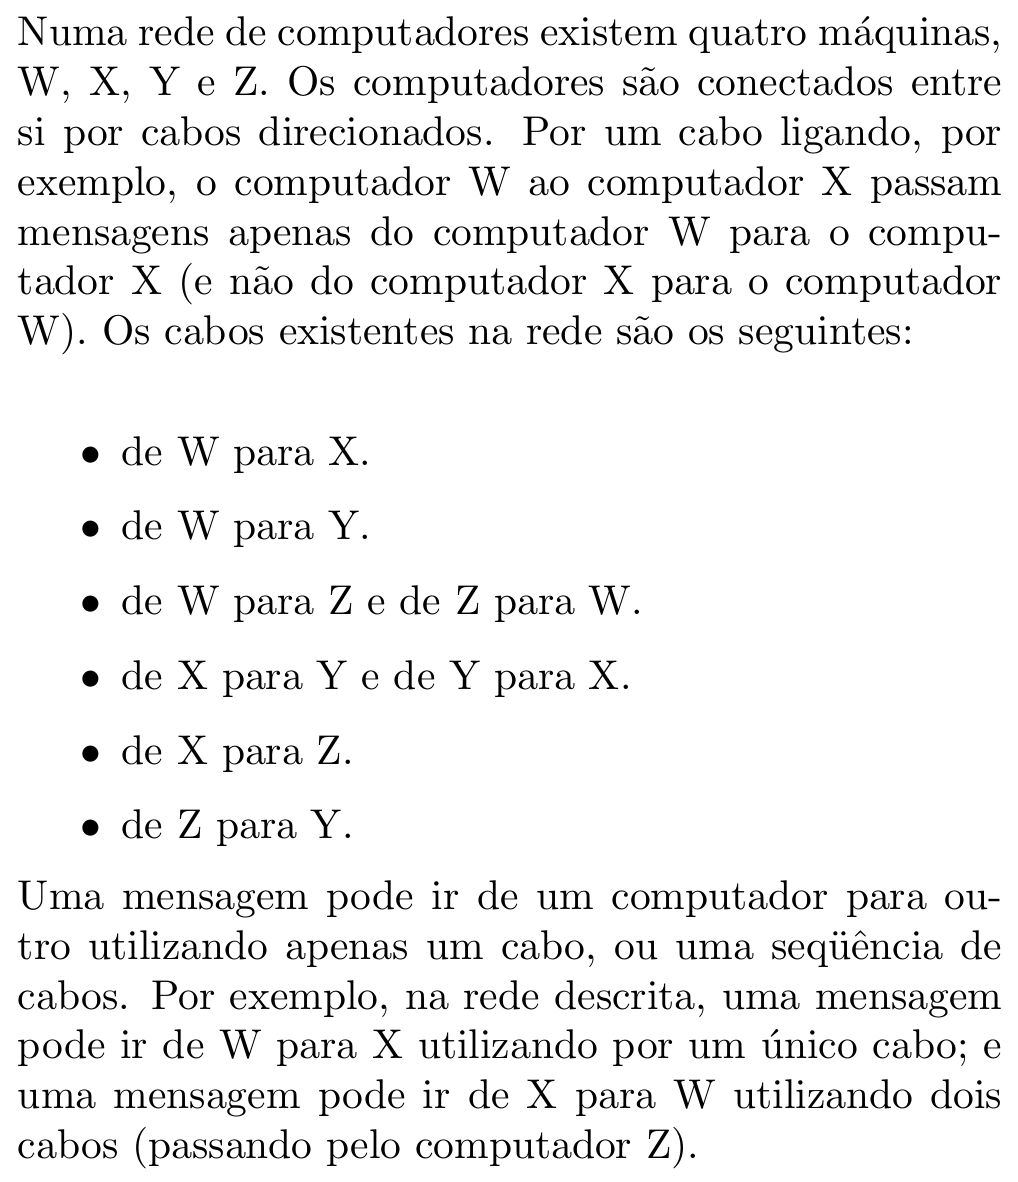 Numa rede de computadores existem quatro máquinas,
W, X, Y e Z. Os computadores são conectados entre
si por cabos direcionados. Por um cabo ligando, por
exemplo, o computador W ao computador X passam
mensagens apenas do computador W para o compu-
tador X (e não do computador X para o computador
W). Os cabos existentes na rede são os seguintes:
• de W para X.
• de W para Y.
• de W para Z e de Z para W.
• de X para Y e de Y para X.
• de X para Z.
• de Z para Y.
Uma mensagem pode ir de um computador para ou-
tro utilizando apenas um cabo, ou uma seqüência de
cabos. Por exemplo, na rede descrita, uma mensagem
pode ir de W para X utilizando por um único cabo; e
uma mensagem pode ir de X para W utilizando dois
cabos (passando pelo computador Z).